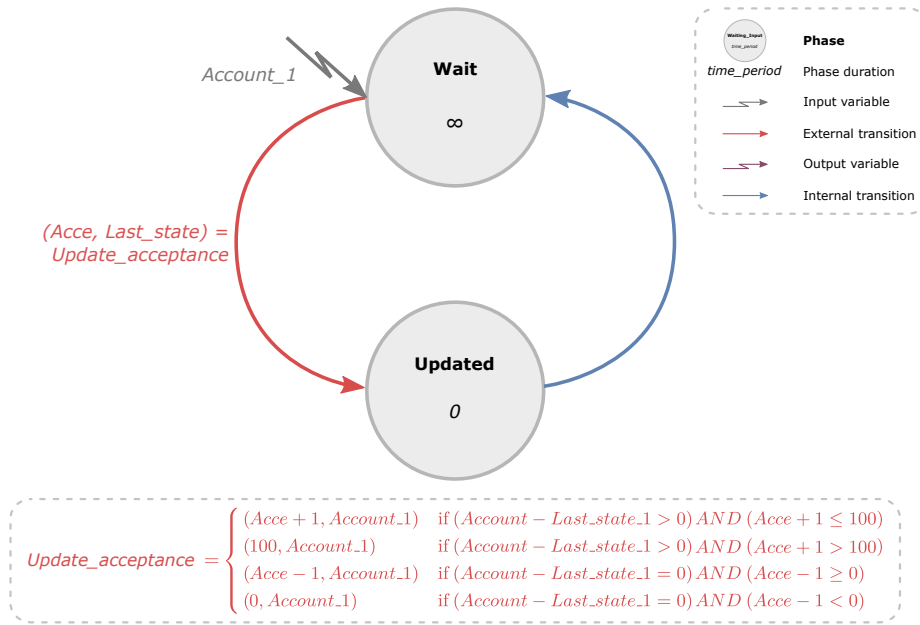 Account_1
Wait
∞
(Acce, Last_state) =
Update_acceptance
Updated
0
Waiting_Input
time_period
Phase
time_period
Phase duration
Input variable
External transition
Output variable
Internal transition
Update_acceptance =
(Acce + 1, Account_1) if (Account − Last_state_1 > 0) AND (Acce + 1 ≤ 100)
(100, Account_1) if (Account − Last_state_1 > 0) AND (Acce + 1 > 100)
(Acce − 1, Account_1) if (Account − Last_state_1 = 0) AND (Acce − 1 ≥ 0)
(0, Account_1) if (Account − Last_state_1 = 0) AND (Acce − 1 < 0)